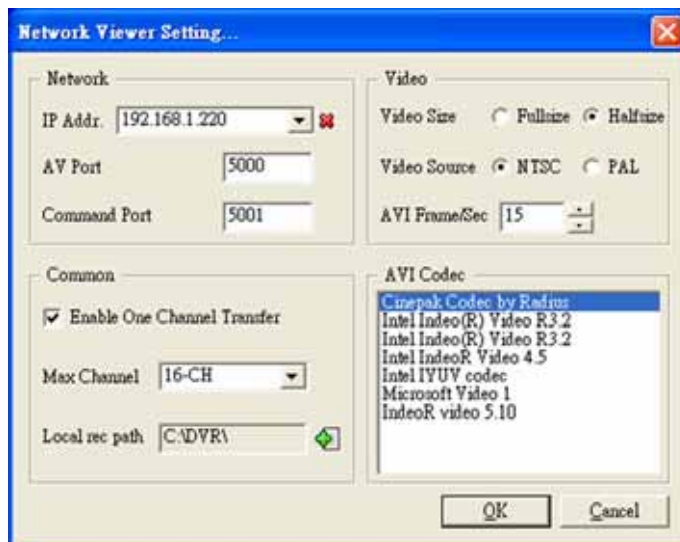 Network Viewer Setting...
Network
IP Addr. 192.168.1.220
AV Port 5000
Command Port 5001
Video
Video Size Fullsize Halfsize
Video Source NTSC PAL
AVI Frame/Sec 15
Common
Enable One Channel Transfer
Max Channel 16-CH
Local rec path C:\DVR\
AVI Codec
Cinepak Codec by Radius
Intel Indeo(R) Video R3.2
Intel Indeo(R) Video R3.2
Intel IndeoR Video 4.5
Intel IYUV codec
Microsoft Video 1
IndeoR video 5.10
OK Cancel